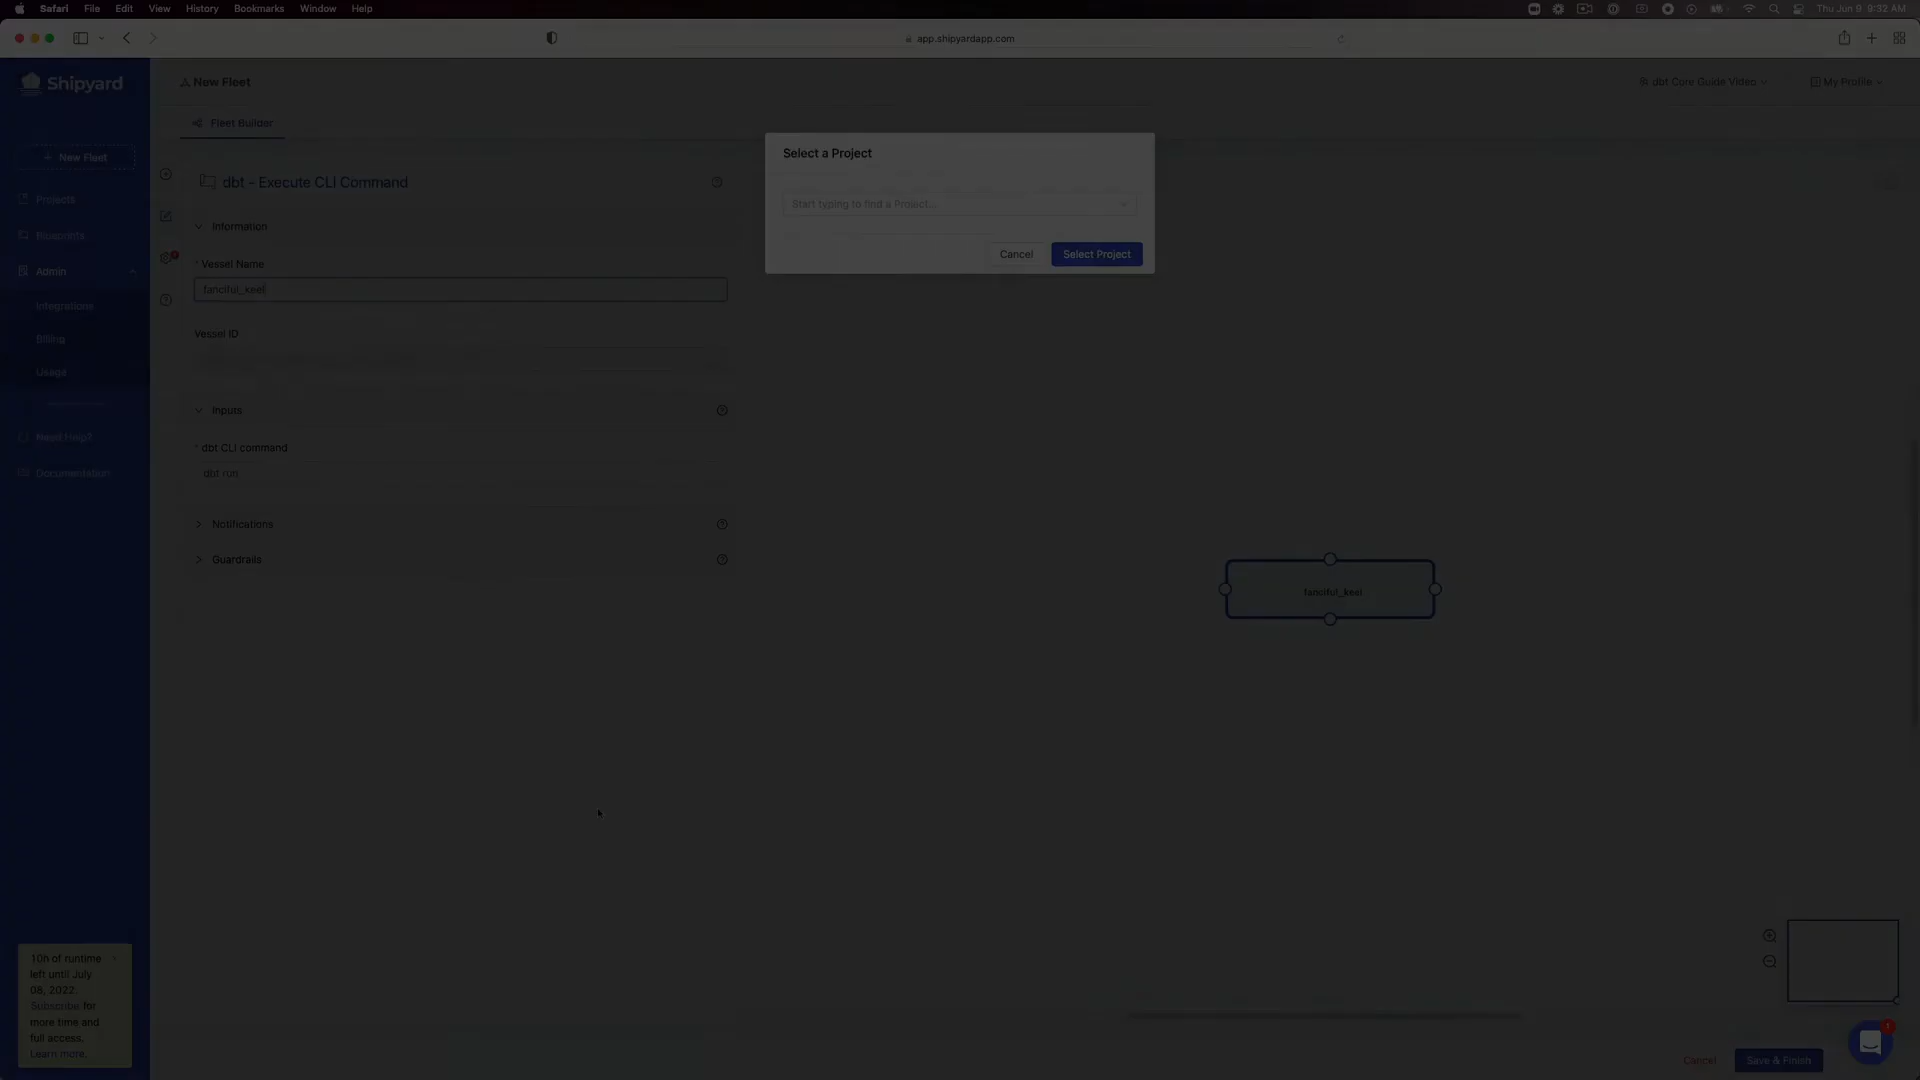 Safari File Edit View History Bookmarks Window Help
Thu Jun 9 9:32 AM
app.shipyardapp.com
Shipyard
New Fleet
dbt Core Guide Video
My Profile
Fleet Builder
+ New Fleet
Projects
Blueprints
Admin
Integrations
Billing
Usage
Need Help?
Documentation
10h of runtime
left until July
08, 2022.
Subscribe for
more time and
full access.
Learn more.
dbt - Execute CLI Command
Information
* Vessel Name
fanciful_keel
Vessel ID
Inputs
* dbt CLI command
dbt run
Notifications
Guardrails
Select a Project
Start typing to find a Project...
Cancel
Select Project
fanciful_keel
1
Cancel
Save & Finish